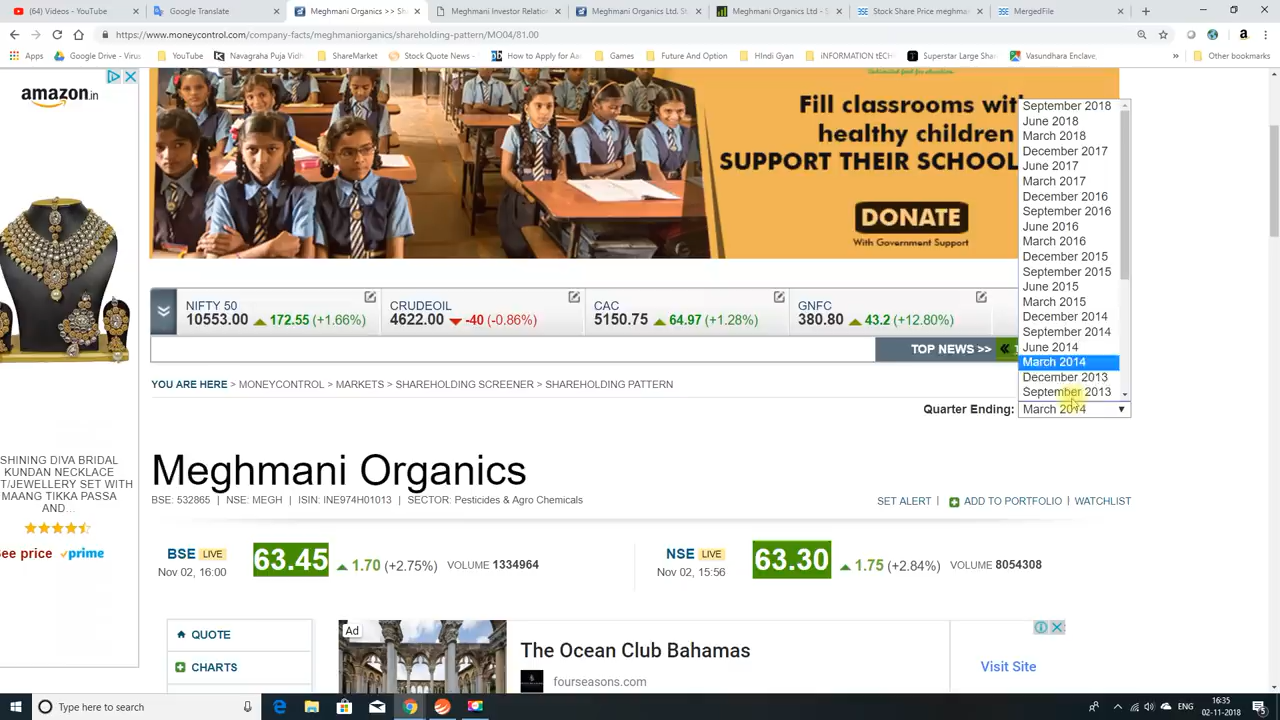 (5) Meghmani - YouTube
Google Translate
Meghmani Organics >> Sh
Meghmani Investor Relatio
Meghmani Organics Ltd. St
Meghmani Organics Ltd -
Stock Share Price meghma
MergedFile
https://www.moneycontrol.com/company-facts/meghmaniorganics/shareholding-pattern/MO04/81.00
Apps
Google Drive - Virus
YouTube
Navagraha Puja Vidh
ShareMarket
Stock Quote News -
How to Apply for Aa
Games
Future And Option
HIndi Gyan
iNFORMATION tECH
Superstar Large Shar
Vasundhara Enclave,
»
Other bookmarks
amazon.in
Unlimited food for education.
Fill classrooms with
healthy children
SUPPORT THEIR SCHOOL
DONATE
With Government Support
September 2018
June 2018
March 2018
December 2017
June 2017
March 2017
December 2016
September 2016
June 2016
March 2016
December 2015
September 2015
June 2015
March 2015
December 2014
September 2014
June 2014
March 2014
December 2013
September 2013
NIFTY 50
10553.00 172.55 (+1.66%)
CRUDEOIL
4622.00 -40 (-0.86%)
CAC
5150.75 64.97 (+1.28%)
GNFC
380.80 43.2 (+12.80%)
TOP NEWS >>
YOU ARE HERE > MONEYCONTROL > MARKETS > SHAREHOLDING SCREENER > SHAREHOLDING PATTERN
Quarter Ending: March 2014
Meghmani Organics
BSE: 532865 | NSE: MEGH | ISIN: INE974H01013 | SECTOR: Pesticides & Agro Chemicals
SET ALERT | ADD TO PORTFOLIO | WATCHLIST
BSE LIVE
Nov 02, 16:00
63.45
1.70 (+2.75%)
VOLUME 1334964
NSE LIVE
Nov 02, 15:56
63.30
1.75 (+2.84%)
VOLUME 8054308
SHINING DIVA BRIDAL
KUNDAN NECKLACE
ET/JEWELLERY SET WITH
MAANG TIKKA PASSA
AND...
See price prime
QUOTE
CHARTS
Ad
The Ocean Club Bahamas
fourseasons.com
Visit Site
Type here to search
ENG
16:35
02-11-2018
5